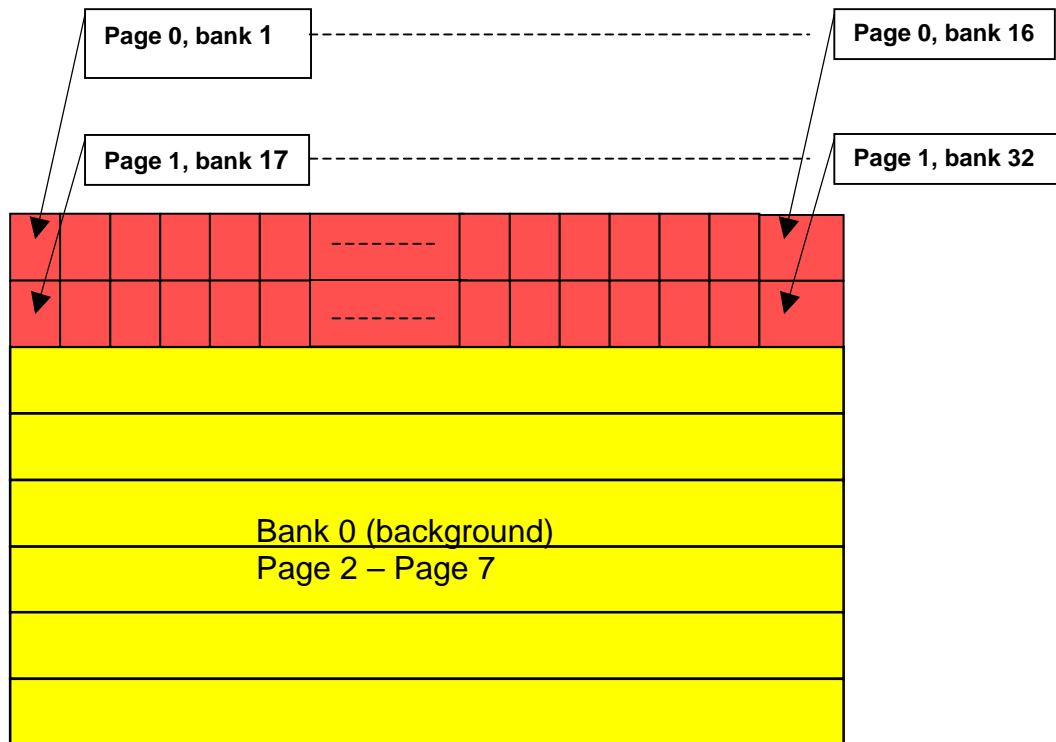 Page 0, bank 1
Page 0, bank 16
Page 1, bank 17
Page 1, bank 32
Bank 0 (background)
Page 2 – Page 7